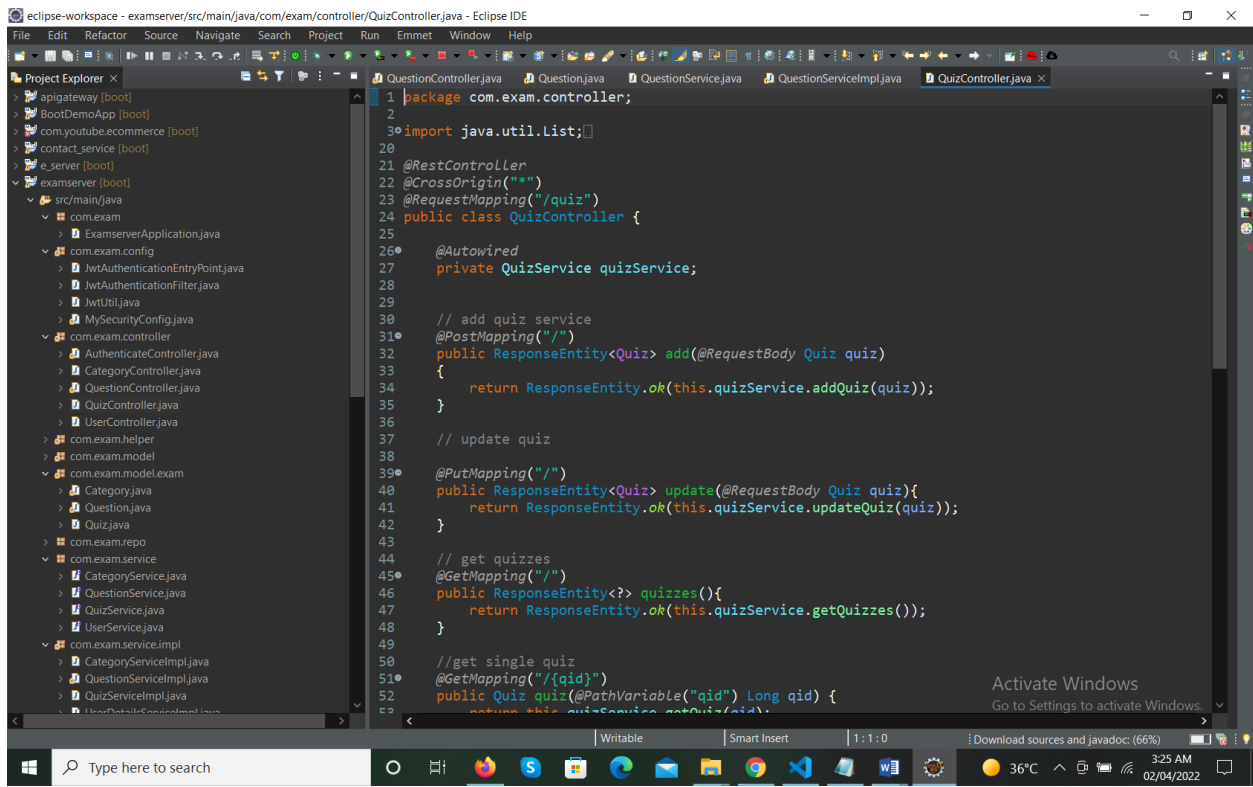 eclipse-workspace - examserver/src/main/java/com/exam/controller/QuizController.java - Eclipse IDE
File Edit Refactor Source Navigate Search Project Run Emmet Window Help
Project Explorer
apigateway [boot]
BootDemoApp [boot]
com.youtube.ecommerce [boot]
contact_service [boot]
e_server [boot]
examserver [boot]
src/main/java
com.exam
ExamserverApplication.java
com.exam.config
JwtAuthenticationEntryPoint.java
JwtAuthenticationFilter.java
JwtUtil.java
MySecurityConfig.java
com.exam.controller
AuthenticateController.java
CategoryController.java
QuestionController.java
QuizController.java
UserController.java
com.exam.helper
com.exam.model
com.exam.model.exam
Category.java
Question.java
Quiz.java
com.exam.repo
com.exam.service
CategoryService.java
QuestionService.java
QuizService.java
UserService.java
com.exam.service.impl
CategoryServiceImpl.java
QuestionServiceImpl.java
QuizServiceImpl.java
UserDetailsServiceImpl.java
QuestionController.java Question.java QuestionService.java QuestionServiceImpl.java QuizController.java
1 package com.exam.controller;
2
3 import java.util.List;
20
21 @RestController
22 @CrossOrigin("*")
23 @RequestMapping("/quiz")
24 public class QuizController {
25
26 @Autowired
27 private QuizService quizService;
28
29
30 // add quiz service
31 @PostMapping("/")
32 public ResponseEntity<Quiz> add(@RequestBody Quiz quiz)
33 {
34 return ResponseEntity.ok(this.quizService.addQuiz(quiz));
35 }
36
37 // update quiz
38
39 @PutMapping("/")
40 public ResponseEntity<Quiz> update(@RequestBody Quiz quiz){
41 return ResponseEntity.ok(this.quizService.updateQuiz(quiz));
42 }
43
44 // get quizzes
45 @GetMapping("/")
46 public ResponseEntity<?> quizzes(){
47 return ResponseEntity.ok(this.quizService.getQuizzes());
48 }
49
50 //get single quiz
51 @GetMapping("/{qid}")
52 public Quiz quiz(@PathVariable("qid") Long qid) {
53 return this.quizService.getQuiz(qid);
Activate Windows
Go to Settings to activate Windows.
Writable Smart Insert 1 : 1 : 0 Download sources and javadoc: (66%)
Type here to search
36°C
3:25 AM
02/04/2022